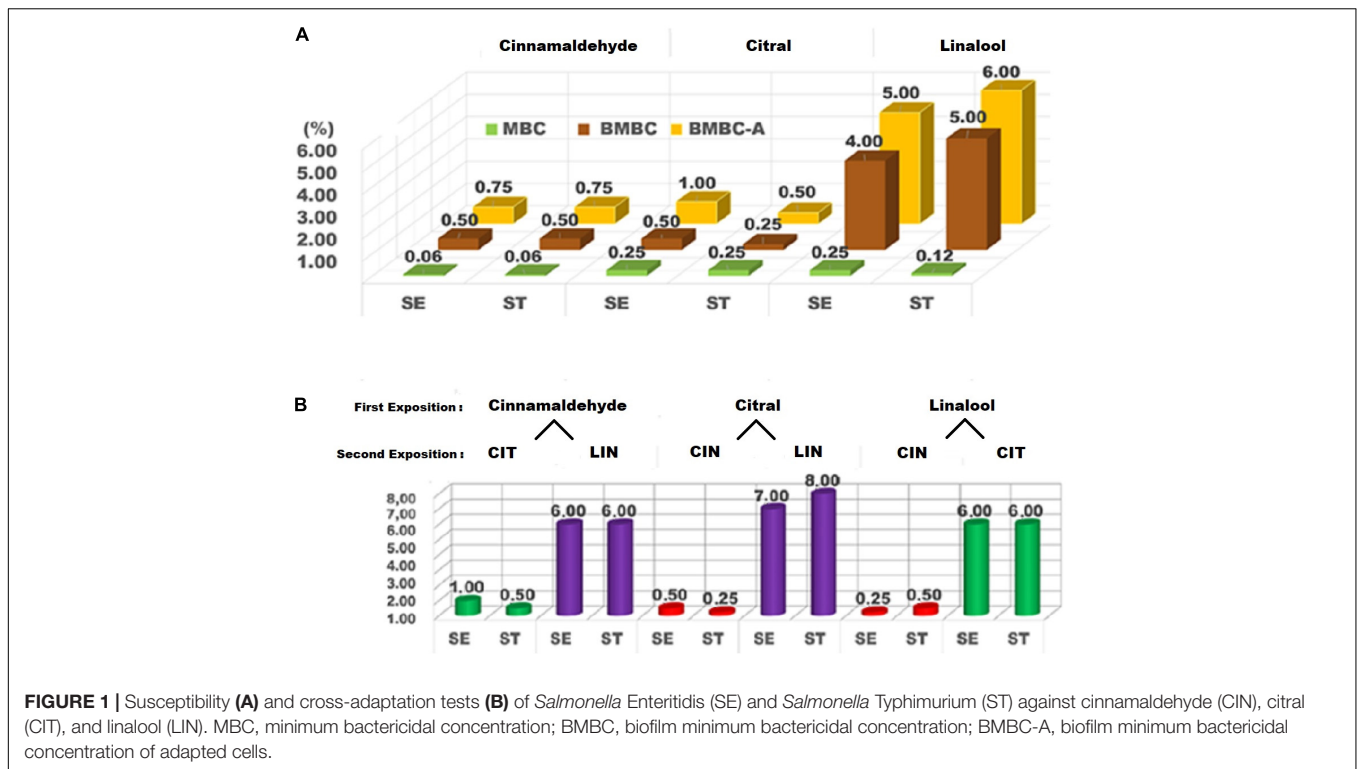 A
Cinnamaldehyde Citral Linalool
(%)
MBC BMBC BMBC-A
6.00
5.00
4.00
3.00
2.00
1.00
0.75 0.75 1.00 0.50 5.00 6.00
0.50 0.50 0.50 0.25 4.00 5.00
0.06 0.06 0.25 0.25 0.25 0.12
SE ST SE ST SE ST
B
First Exposition : Cinnamaldehyde Citral Linalool
Second Exposition : CIT LIN CIN LIN CIN CIT
8,00
7,00
6.00
5.00
4.00
3.00
2.00
1.00
1.00 0.50 6.00 6.00 0.50 0.25 7.00 8.00 0.25 0.50 6.00 6.00
SE ST SE ST SE ST SE ST SE ST SE ST
FIGURE 1 | Susceptibility (A) and cross-adaptation tests (B) of Salmonella Enteritidis (SE) and Salmonella Typhimurium (ST) against cinnamaldehyde (CIN), citral
(CIT), and linalool (LIN). MBC, minimum bactericidal concentration; BMBC, biofilm minimum bactericidal concentration; BMBC-A, biofilm minimum bactericidal
concentration of adapted cells.